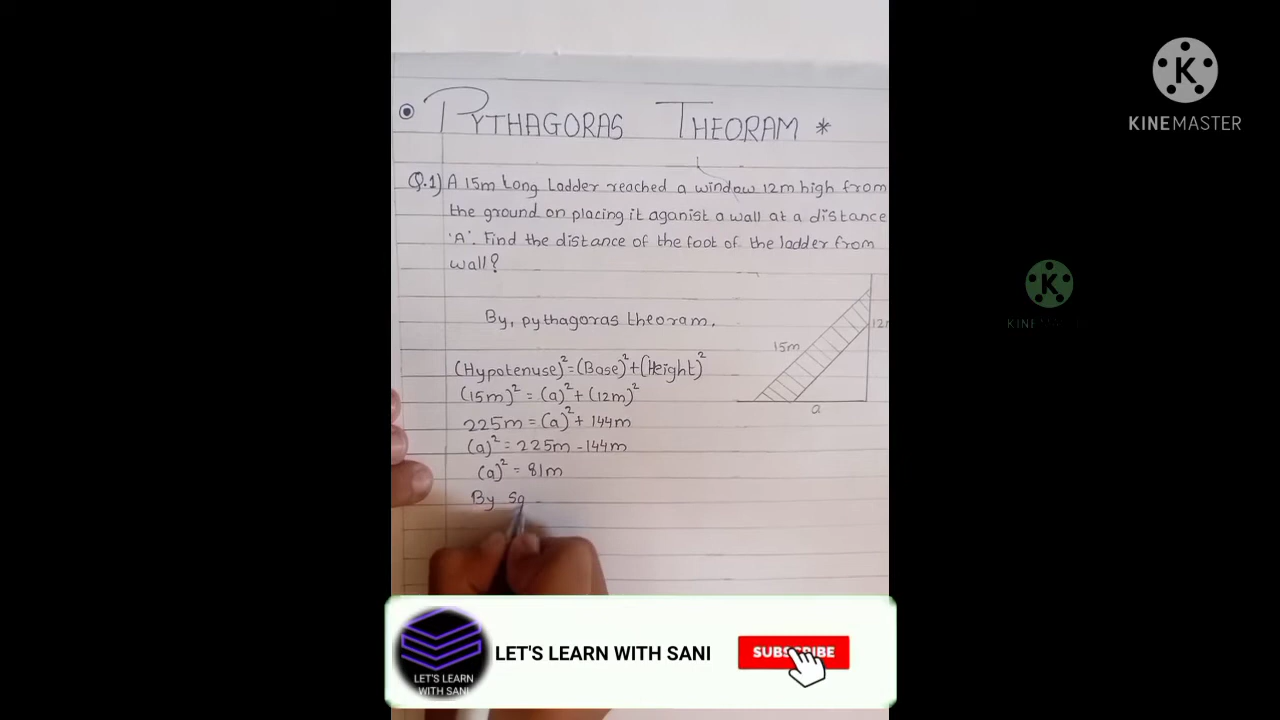 PYTHAGORAS THEORAM *
Q.1) A 15m Long Ladder reached a window 12m high from
the ground on placing it aganist a wall at a distance
'A'. Find the distance of the foot of the ladder from
wall?
By, pythagoras theoram.
(Hypotenuse)² = (Base)² + (Height)²
(15m)² = (a)² + (12m)²
225m = (a)² + 144m
(a)² = 225m - 144m
(a)² = 81m
By Sq
15m
12m
a
KINEMASTER
KINEMASTER
LET'S LEARN
WITH SANI
LET'S LEARN WITH SANI
SUBSCRIBE